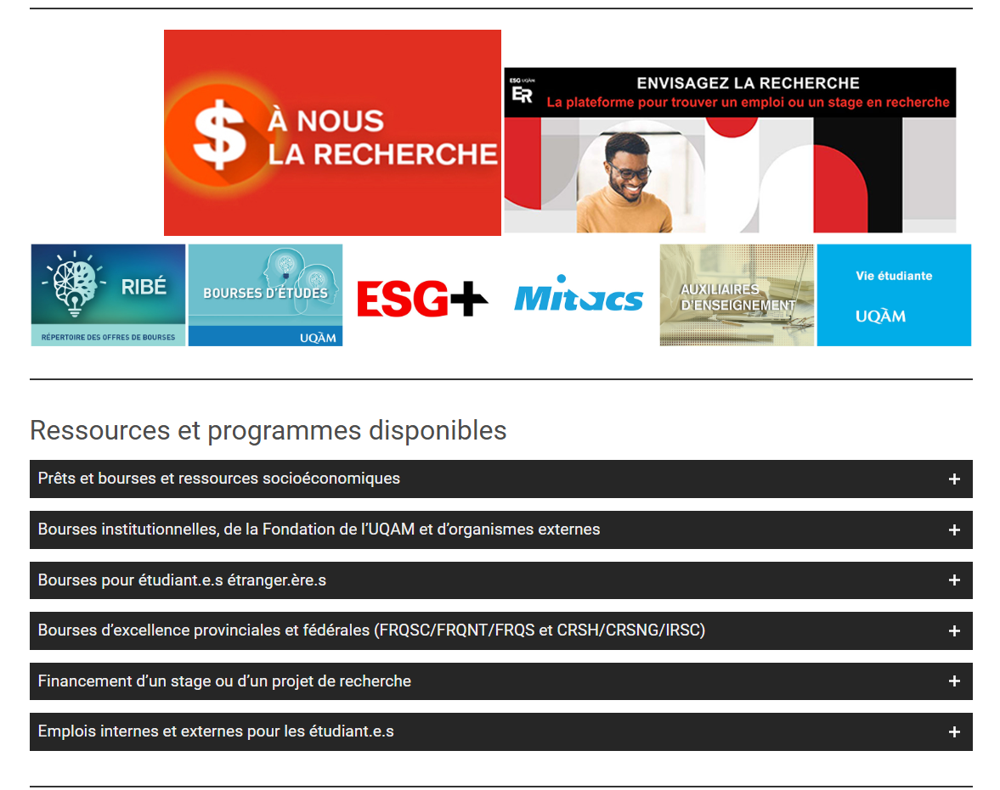 $ À NOUS
LA RECHERCHE
ESG UQÀM
ER
ENVISAGEZ LA RECHERCHE
La plateforme pour trouver un emploi ou un stage en recherche
RIBÉ
RÉPERTOIRE DES OFFRES DE BOURSES
BOURSES D'ÉTUDES
UQÀM
ESG+
Mitacs
AUXILIAIRES
D'ENSEIGNEMENT
Vie étudiante
UQÀM
Ressources et programmes disponibles
Prêts et bourses et ressources socioéconomiques +
Bourses institutionnelles, de la Fondation de l’UQAM et d’organismes externes +
Bourses pour étudiant.e.s étranger.ère.s +
Bourses d’excellence provinciales et fédérales (FRQSC/FRQNT/FRQS et CRSH/CRSNG/IRSC) +
Financement d’un stage ou d’un projet de recherche +
Emplois internes et externes pour les étudiant.e.s +